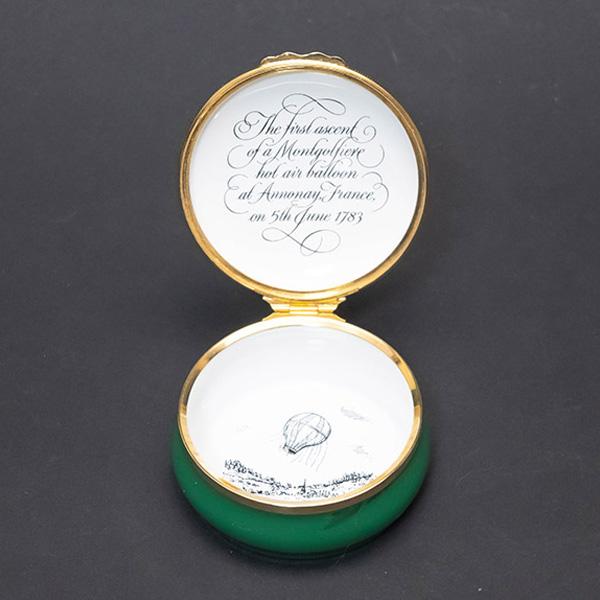 The first ascent
of a Montgolfiere
hot air balloon
at Annonay, France,
on 5th June 1783